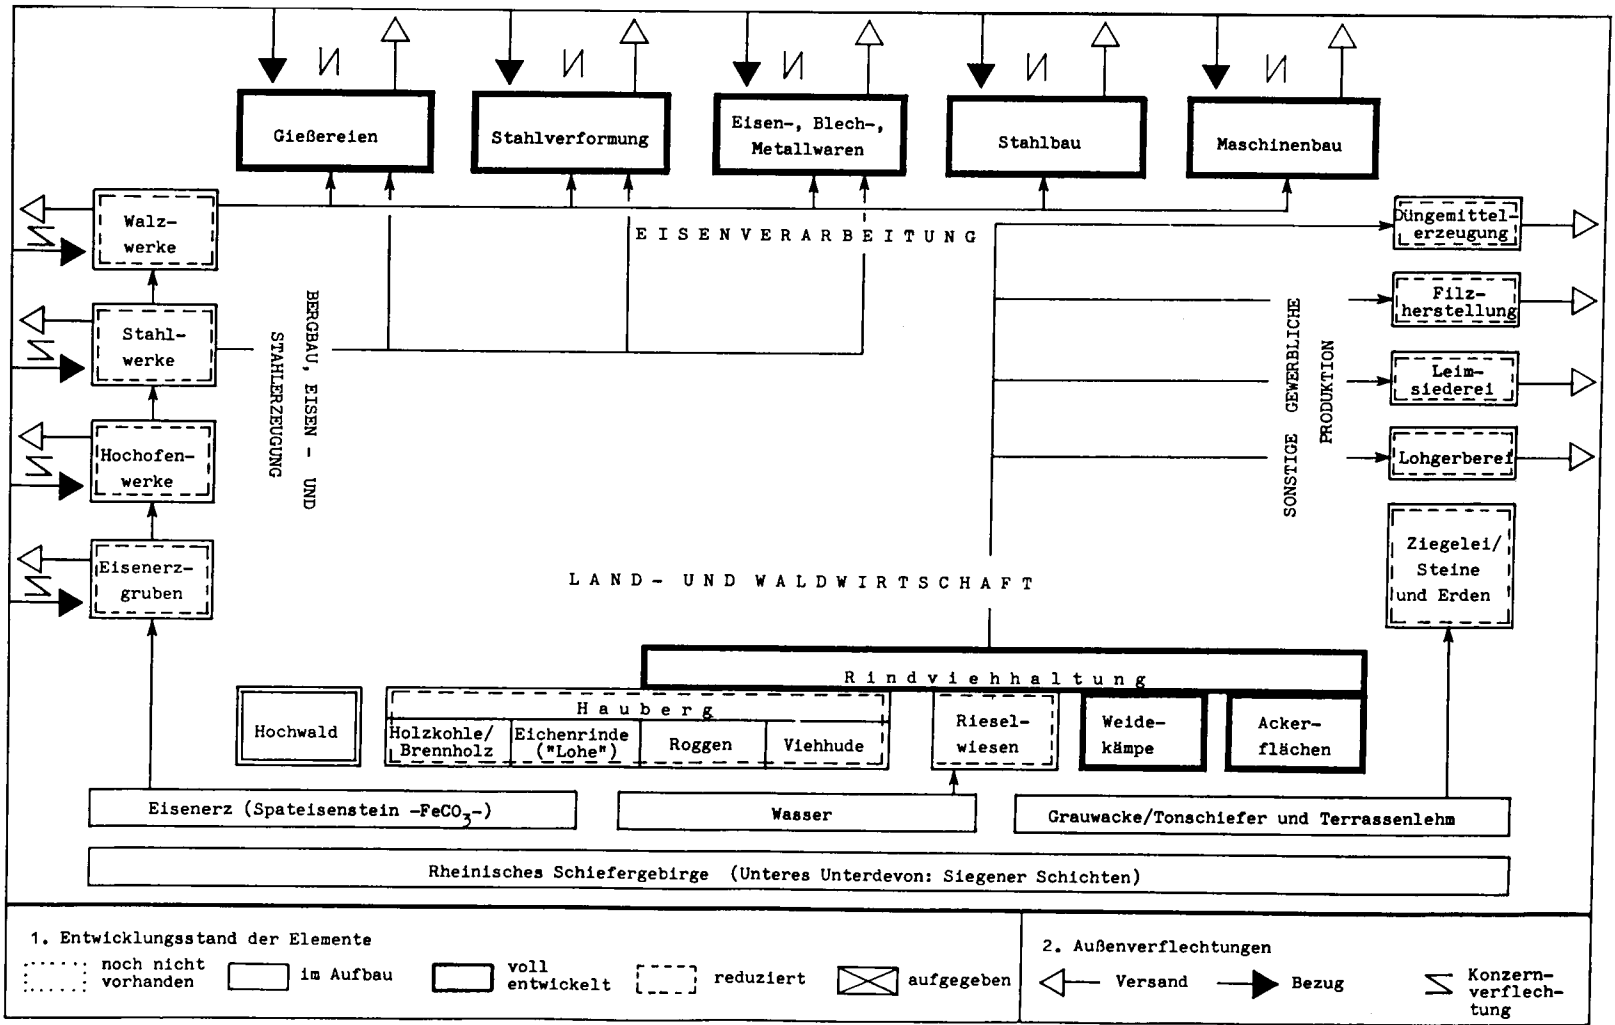 Gießereien
Stahlverformung
Eisen-, Blech-,
Metallwaren
Stahlbau
Maschinenbau
Walz-
werke
Stahl-
werke
Hochofen-
werke
Eisenerz-
gruben
EISENVERARBEITUNG
BERGBAU, EISEN - UND
STAHLERZEUGUNG
SONSTIGE GEWERBLICHE
PRODUKTION
Düngemittel-
erzeugung
Filz-
herstellung
Leim-
siederei
Lohgerberei
Ziegelei/
Steine
und Erden
LAND- UND WALDWIRTSCHAFT
Rindviehhaltung
Hochwald
Hauberg
Holzkohle/
Brennholz
Eichenrinde
("Lohe")
Roggen
Viehhude
Riesel-
wiesen
Weide-
kämpe
Acker-
flächen
Eisenerz (Spateisenstein -FeCO3-)
Wasser
Grauwacke/Tonschiefer und Terrassenlehm
Rheinisches Schiefergebirge (Unteres Unterdevon: Siegener Schichten)
1. Entwicklungsstand der Elemente
noch nicht
vorhanden
im Aufbau
voll
entwickelt
reduziert
aufgegeben
2. Außenverflechtungen
Versand
Bezug
Konzern-
verflech-
tung